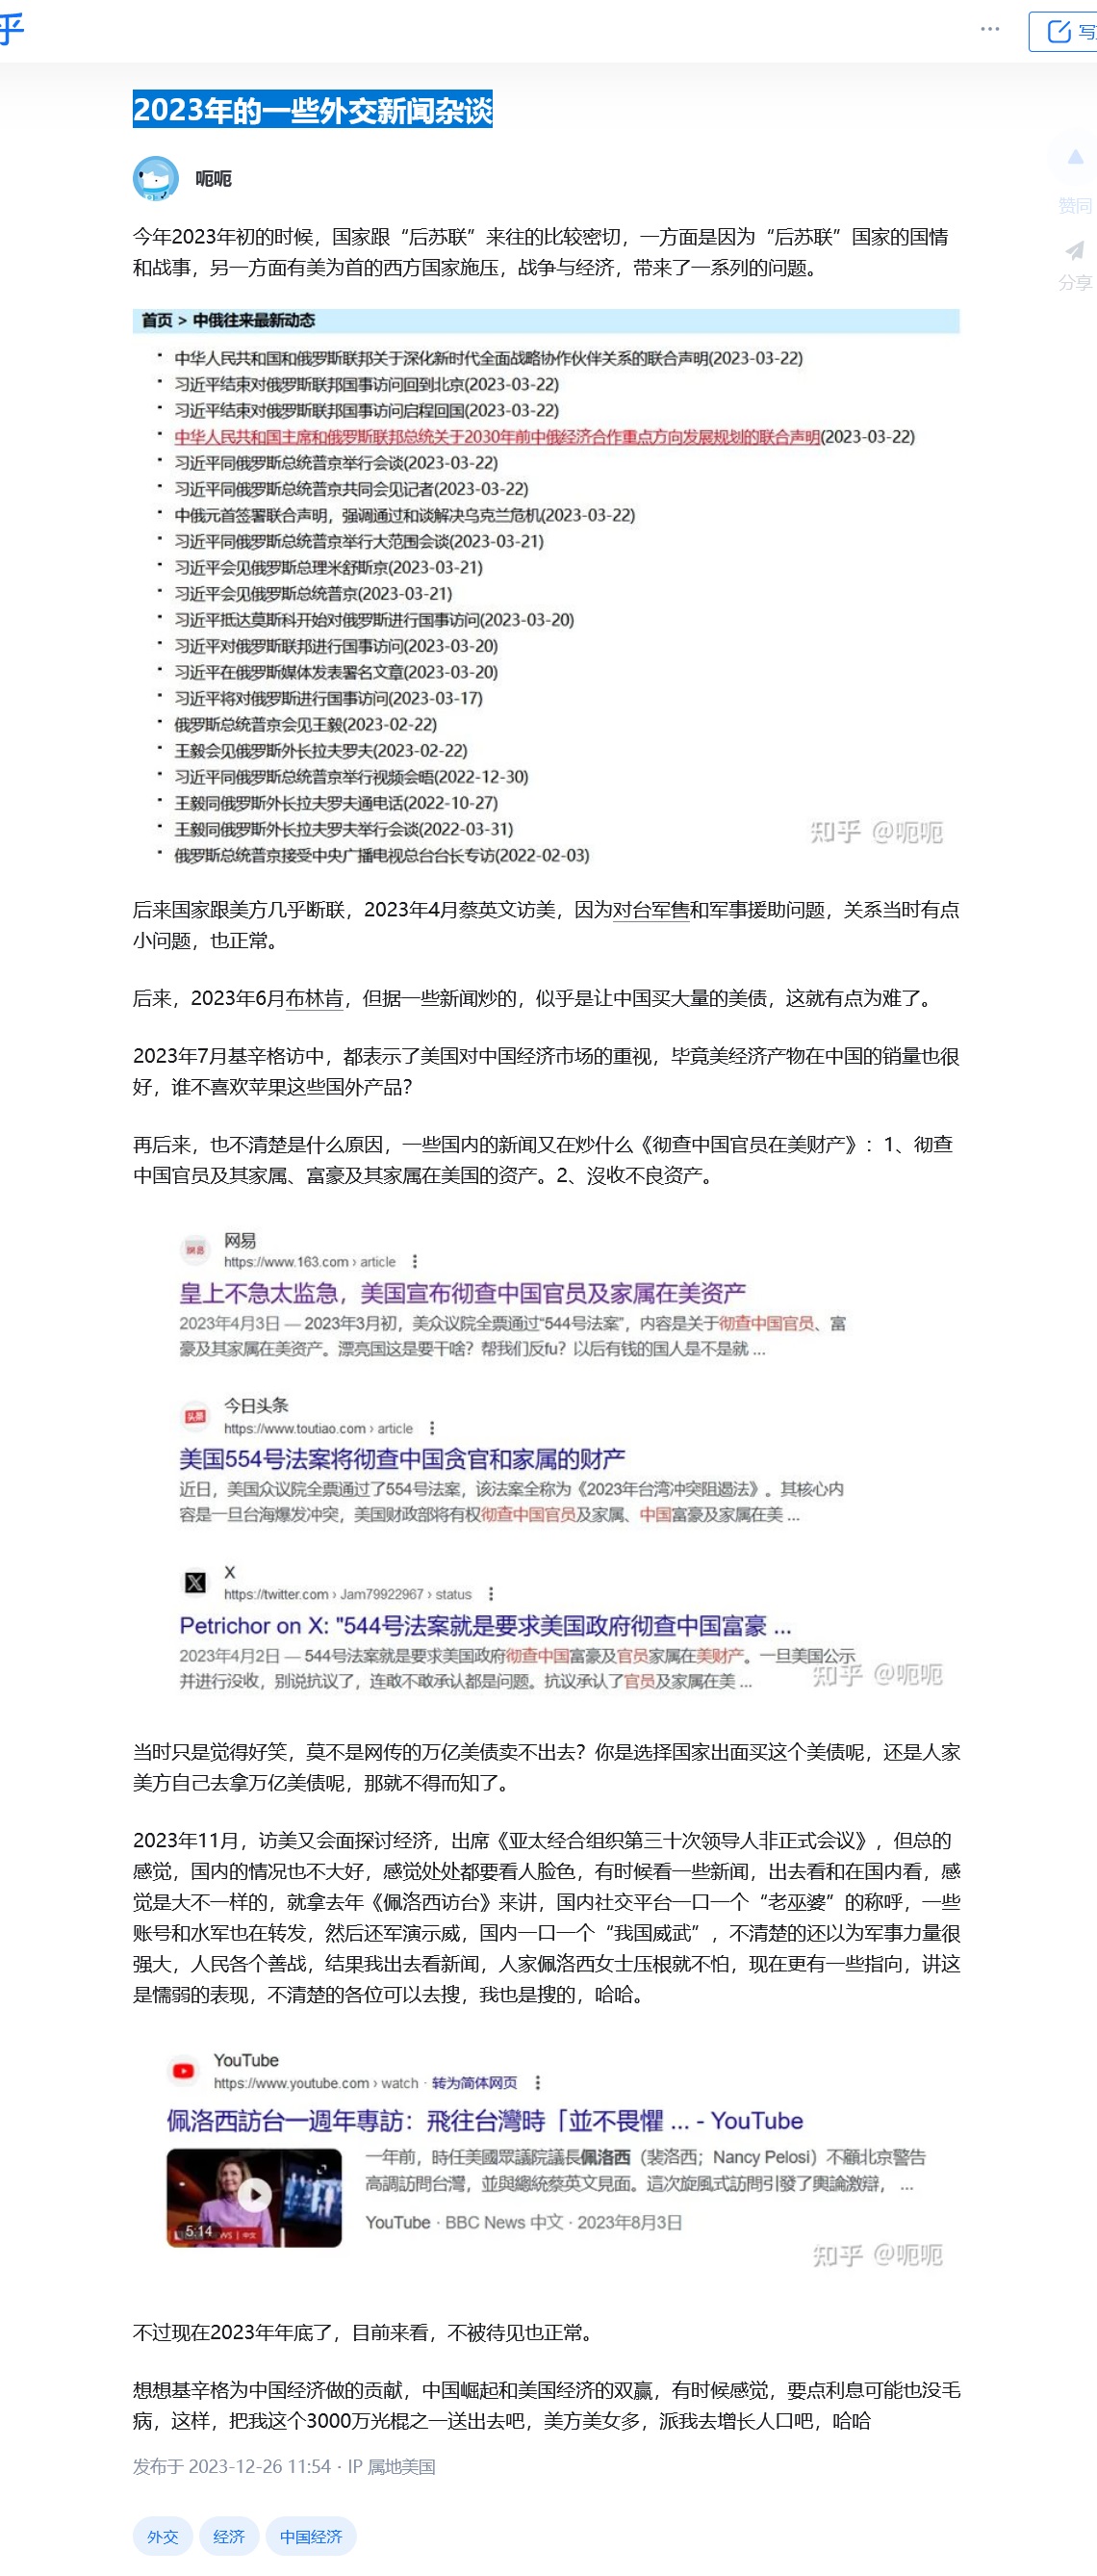 乎
···
写
2023年的一些外交新闻杂谈
呃呃
赞同
分享
今年2023年初的时候，国家跟“后苏联”来往的比较密切，一方面是因为“后苏联”国家的国情
和战事，另一方面有美为首的西方国家施压，战争与经济，带来了一系列的问题。
首页 > 中俄往来最新动态
· 中华人民共和国和俄罗斯联邦关于深化新时代全面战略协作伙伴关系的联合声明(2023-03-22)
· 习近平结束对俄罗斯联邦国事访问回到北京(2023-03-22)
· 习近平结束对俄罗斯联邦国事访问启程回国(2023-03-22)
· 中华人民共和国主席和俄罗斯联邦总统关于2030年前中俄经济合作重点方向发展规划的联合声明(2023-03-22)
· 习近平同俄罗斯总统普京举行会谈(2023-03-22)
· 习近平同俄罗斯总统普京共同会见记者(2023-03-22)
· 中俄元首签署联合声明，强调通过和谈解决乌克兰危机(2023-03-22)
· 习近平同俄罗斯总统普京举行大范围会谈(2023-03-21)
· 习近平会见俄罗斯总理米舒斯京(2023-03-21)
· 习近平会见俄罗斯总统普京(2023-03-21)
· 习近平抵达莫斯科开始对俄罗斯进行国事访问(2023-03-20)
· 习近平对俄罗斯联邦进行国事访问(2023-03-20)
· 习近平在俄罗斯媒体发表署名文章(2023-03-20)
· 习近平将对俄罗斯进行国事访问(2023-03-17)
· 俄罗斯总统普京会见王毅(2023-02-22)
· 王毅会见俄罗斯外长拉夫罗夫(2023-02-22)
· 习近平同俄罗斯总统普京举行视频会晤(2022-12-30)
· 王毅同俄罗斯外长拉夫罗夫通电话(2022-10-27)
· 王毅同俄罗斯外长拉夫罗夫举行会谈(2022-03-31)
· 俄罗斯总统普京接受中央广播电视总台台长专访(2022-02-03)
知乎 @呃呃
后来国家跟美方几乎断联，2023年4月蔡英文访美，因为对台军售和军事援助问题，关系当时有点
小问题，也正常。
后来，2023年6月布林肯，但据一些新闻炒的，似乎是让中国买大量的美债，这就有点为难了。
2023年7月基辛格访中，都表示了美国对中国经济市场的重视，毕竟美经济产物在中国的销量也很
好，谁不喜欢苹果这些国外产品？
再后来，也不清楚是什么原因，一些国内的新闻又在炒什么《彻查中国官员在美财产》：1、彻查
中国官员及其家属、富豪及其家属在美国的资产。2、沒收不良资产。
网易
https://www.163.com › article
皇上不急太监急，美国宣布彻查中国官员及家属在美资产
2023年4月3日 — 2023年3月初，美众议院全票通过“544号法案”，内容是关于彻查中国官员、富
豪及其家属在美资产。漂亮国这是要干啥？帮我们反fu？以后有钱的国人是不是就 ...
头条
今日头条
https://www.toutiao.com › article
美国554号法案将彻查中国贪官和家属的财产
近日，美国众议院全票通过了554号法案，该法案全称为《2023年台湾冲突阻遏法》。其核心内
容是一旦台海爆发冲突，美国财政部将有权彻查中国官员及家属、中国富豪及家属在美 ...
X
https://twitter.com › Jam79922967 › status
Petrichor on X: "544号法案就是要求美国政府彻查中国富豪 ...
2023年4月2日 — 544号法案就是要求美国政府彻查中国富豪及官员家属在美财产。一旦美国公示
并进行没收，别说抗议了，连敢不敢承认都是问题。抗议承认了官员及家属在美 ...
知乎 @呃呃
当时只是觉得好笑，莫不是网传的万亿美债卖不出去？你是选择国家出面买这个美债呢，还是人家
美方自己去拿万亿美债呢，那就不得而知了。
2023年11月，访美又会面探讨经济，出席《亚太经合组织第三十次领导人非正式会议》，但总的
感觉，国内的情况也不大好，感觉处处都要看人脸色，有时候看一些新闻，出去看和在国内看，感
觉是大不一样的，就拿去年《佩洛西访台》来讲，国内社交平台一口一个“老巫婆”的称呼，一些
账号和水军也在转发，然后还军演示威，国内一口一个“我国威武”，不清楚的还以为军事力量很
强大，人民各个善战，结果我出去看新闻，人家佩洛西女士压根就不怕，现在更有一些指向，讲这
是懦弱的表现，不清楚的各位可以去搜，我也是搜的，哈哈。
YouTube
https://www.youtube.com › watch · 转为简体网页
佩洛西訪台一週年專訪：飛往台灣時「並不畏懼 ... - YouTube
一年前，時任美國眾議院議長佩洛西（裴洛西；Nancy Pelosi）不顧北京警告
高調訪問台灣，並與總統蔡英文見面。這次旋風式訪問引發了輿論激辯， ...
5:14
YouTube · BBC News 中文 · 2023年8月3日
知乎 @呃呃
不过现在2023年年底了，目前来看，不被待见也正常。
想想基辛格为中国经济做的贡献，中国崛起和美国经济的双赢，有时候感觉，要点利息可能也没毛
病，这样，把我这个3000万光棍之一送出去吧，美方美女多，派我去增长人口吧，哈哈
发布于 2023-12-26 11:54 · IP 属地美国
外交
经济
中国经济